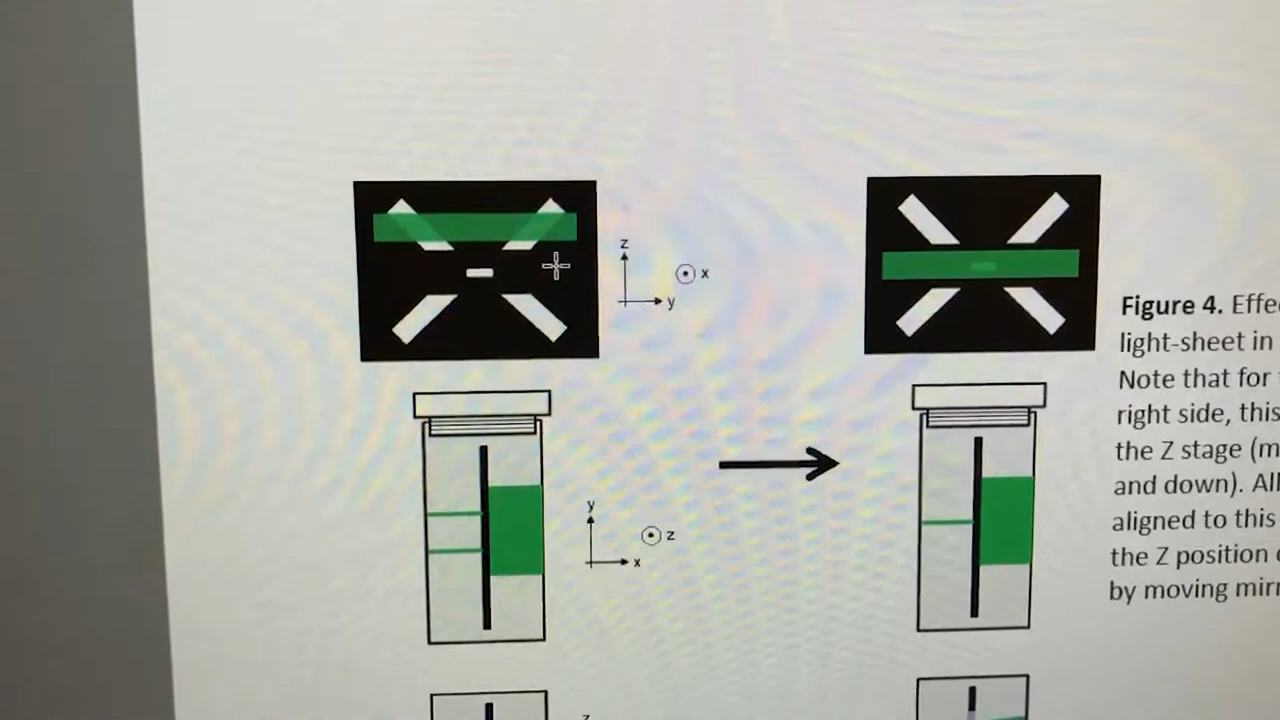 z
x
y
Figure 4.
light-sheet in
Note that for
right side, this
the Z stage (m
and down). All
aligned to this
the Z position
by moving
y
z
x
z